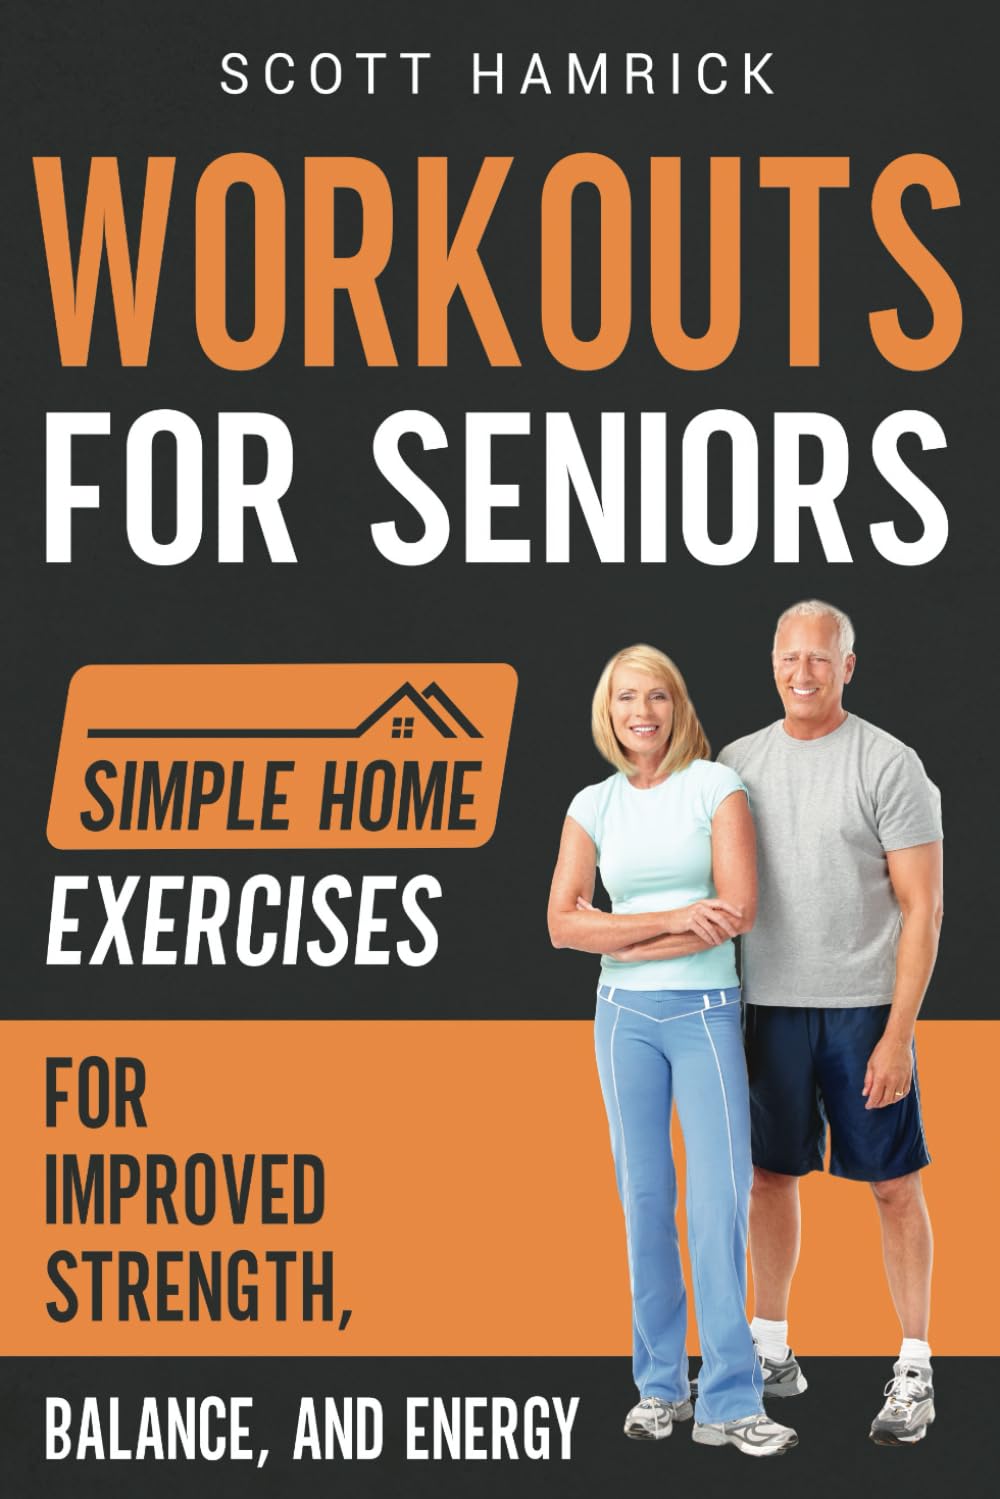 SCOTT HAMRICK
WORKOUTS
FOR SENIORS
SIMPLE HOME
EXERCISES
FOR
IMPROVED
STRENGTH,
BALANCE, AND ENERGY